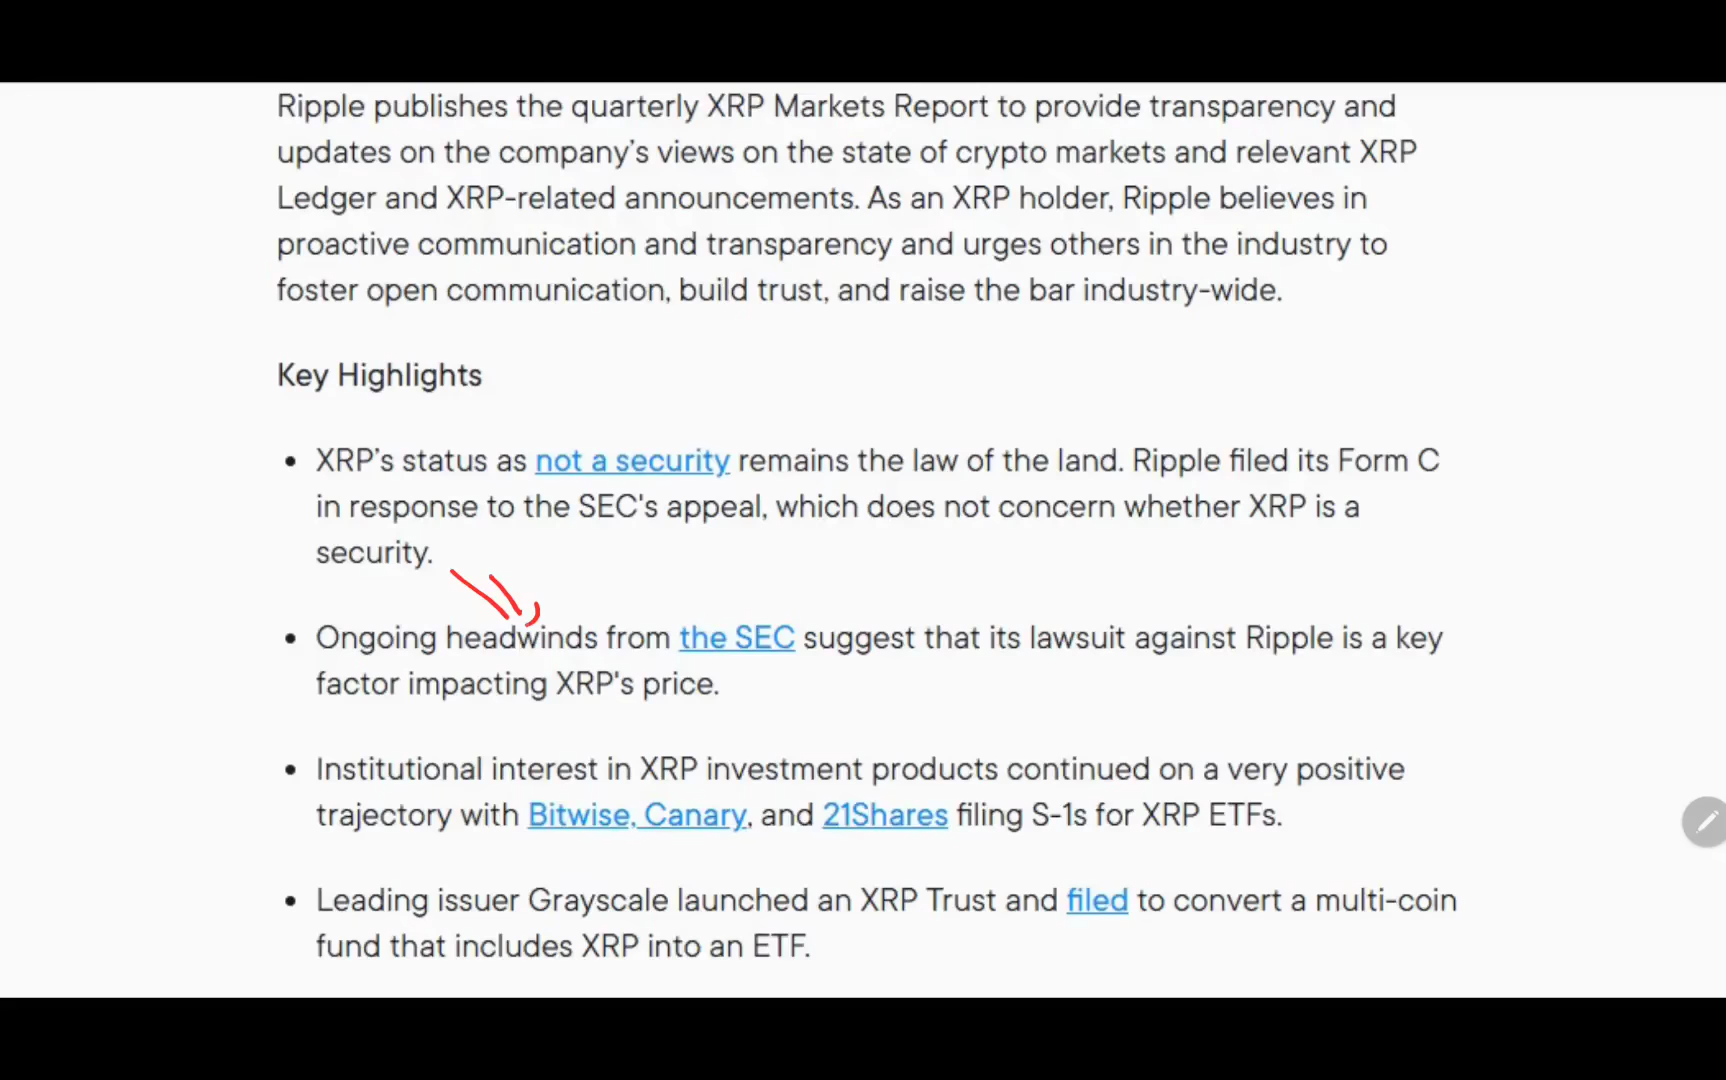 Ripple publishes the quarterly XRP Markets Report to provide transparency and
updates on the company’s views on the state of crypto markets and relevant XRP
Ledger and XRP-related announcements. As an XRP holder, Ripple believes in
proactive communication and transparency and urges others in the industry to
foster open communication, build trust, and raise the bar industry-wide.
Key Highlights
• XRP’s status as not a security remains the law of the land. Ripple filed its Form C
in response to the SEC's appeal, which does not concern whether XRP is a
security.
• Ongoing headwinds from the SEC suggest that its lawsuit against Ripple is a key
factor impacting XRP's price.
• Institutional interest in XRP investment products continued on a very positive
trajectory with Bitwise, Canary, and 21Shares filing S-1s for XRP ETFs.
• Leading issuer Grayscale launched an XRP Trust and filed to convert a multi-coin
fund that includes XRP into an ETF.